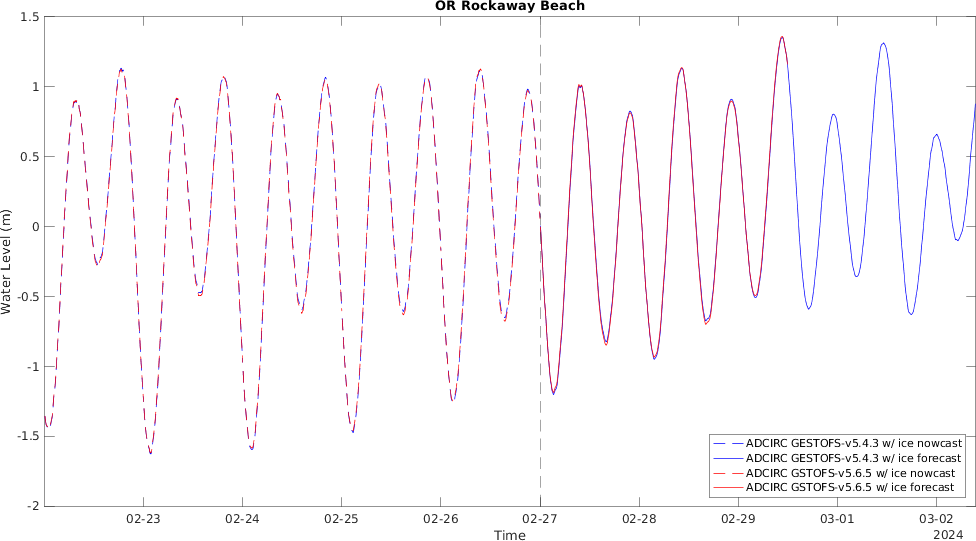 OR Rockaway Beach
1.5
1
0.5
0
-0.5
-1
-1.5
-2
Water Level (m)
02-23 02-24 02-25 02-26 02-27 02-28 02-29 03-01 03-02
Time
2024
ADCIRC GESTOFS-v5.4.3 w/ ice nowcast
ADCIRC GESTOFS-v5.4.3 w/ ice forecast
ADCIRC GSTOFS-v5.6.5 w/ ice nowcast
ADCIRC GSTOFS-v5.6.5 w/ ice forecast